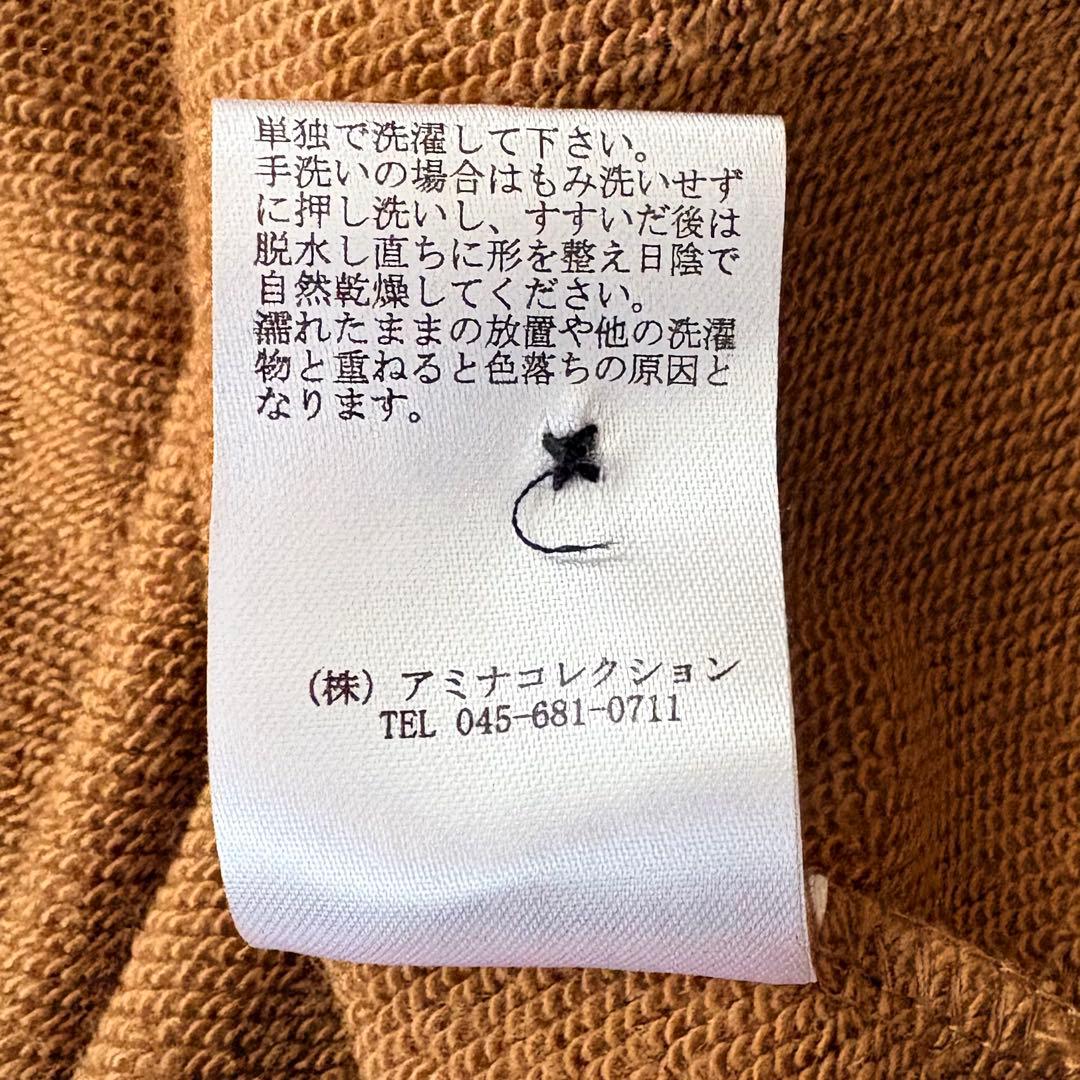 単独で洗濯して下さい。
手洗いの場合はもみ洗いせず
に押し洗いし、すすいだ後は
脱水し直ちに形を整え日陰で
自然乾燥してください。
濡れたままの放置や他の洗濯
物と重ねると色落ちの原因と
なります。
(株) アミナコレクション
TEL 045-681-0711